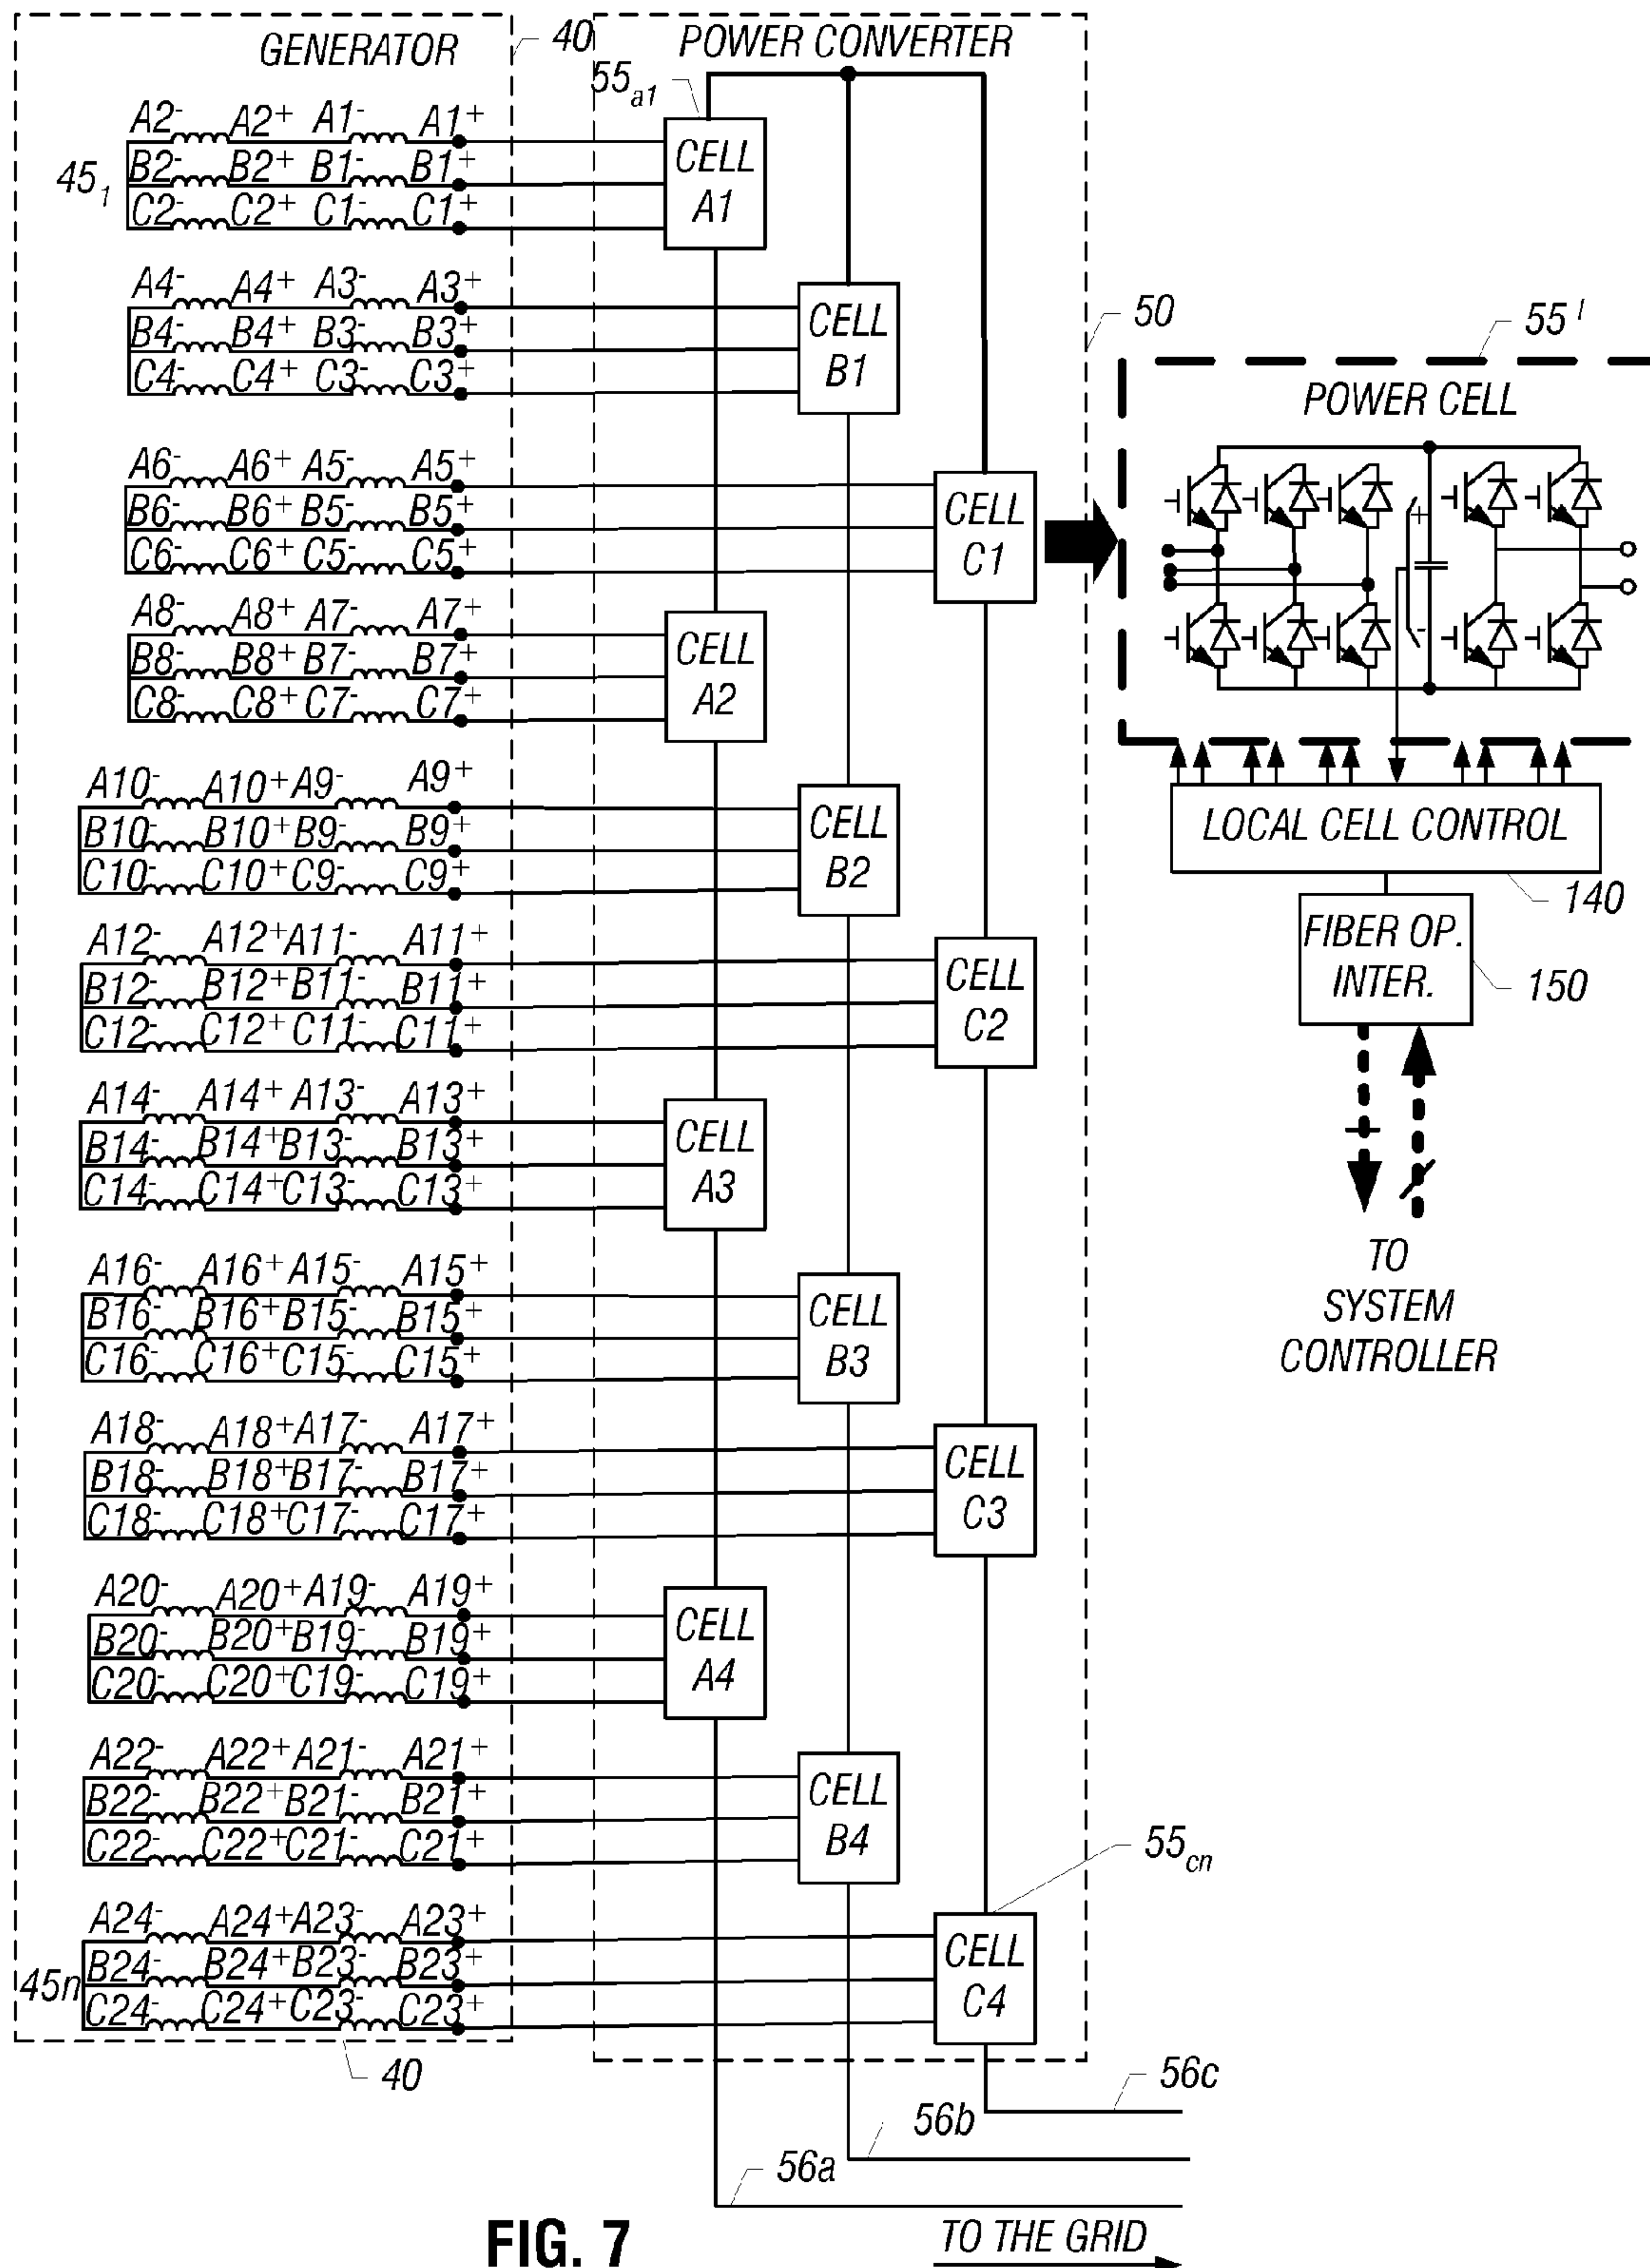 GENERATOR
40
POWER CONVERTER
55a1
A2- A2+ A1- A1+
B2- B2+ B1- B1+
C2- C2+ C1- C1+
451
CELL
A1
A4- A4+ A3- A3+
B4- B4+ B3- B3+
C4- C4+ C3- C3+
CELL
B1
50
55'
POWER CELL
+
-
A6- A6+ A5- A5+
B6- B6+ B5- B5+
C6- C6+ C5- C5+
CELL
C1
A8- A8+ A7- A7+
B8- B8+ B7- B7+
C8- C8+ C7- C7+
CELL
A2
A10- A10+ A9- A9+
B10- B10+ B9- B9+
C10- C10+ C9- C9+
CELL
B2
LOCAL CELL CONTROL
140
FIBER OP.
INTER.
150
A12- A12+ A11- A11+
B12- B12+ B11- B11+
C12- C12+ C11- C11+
CELL
C2
A14- A14+ A13- A13+
B14- B14+ B13- B13+
C14- C14+ C13- C13+
CELL
A3
TO
SYSTEM
CONTROLLER
A16- A16+ A15- A15+
B16- B16+ B15- B15+
C16- C16+ C15- C15+
CELL
B3
A18- A18+ A17- A17+
B18- B18+ B17- B17+
C18- C18+ C17- C17+
CELL
C3
A20- A20+ A19- A19+
B20- B20+ B19- B19+
C20- C20+ C19- C19+
CELL
A4
A22- A22+ A21- A21+
B22- B22+ B21- B21+
C22- C22+ C21- C21+
CELL
B4
55cn
A24- A24+ A23- A23+
B24- B24+ B23- B23+
C24- C24+ C23- C23+
45n
CELL
C4
40
56c
56b
56a
FIG. 7
TO THE GRID